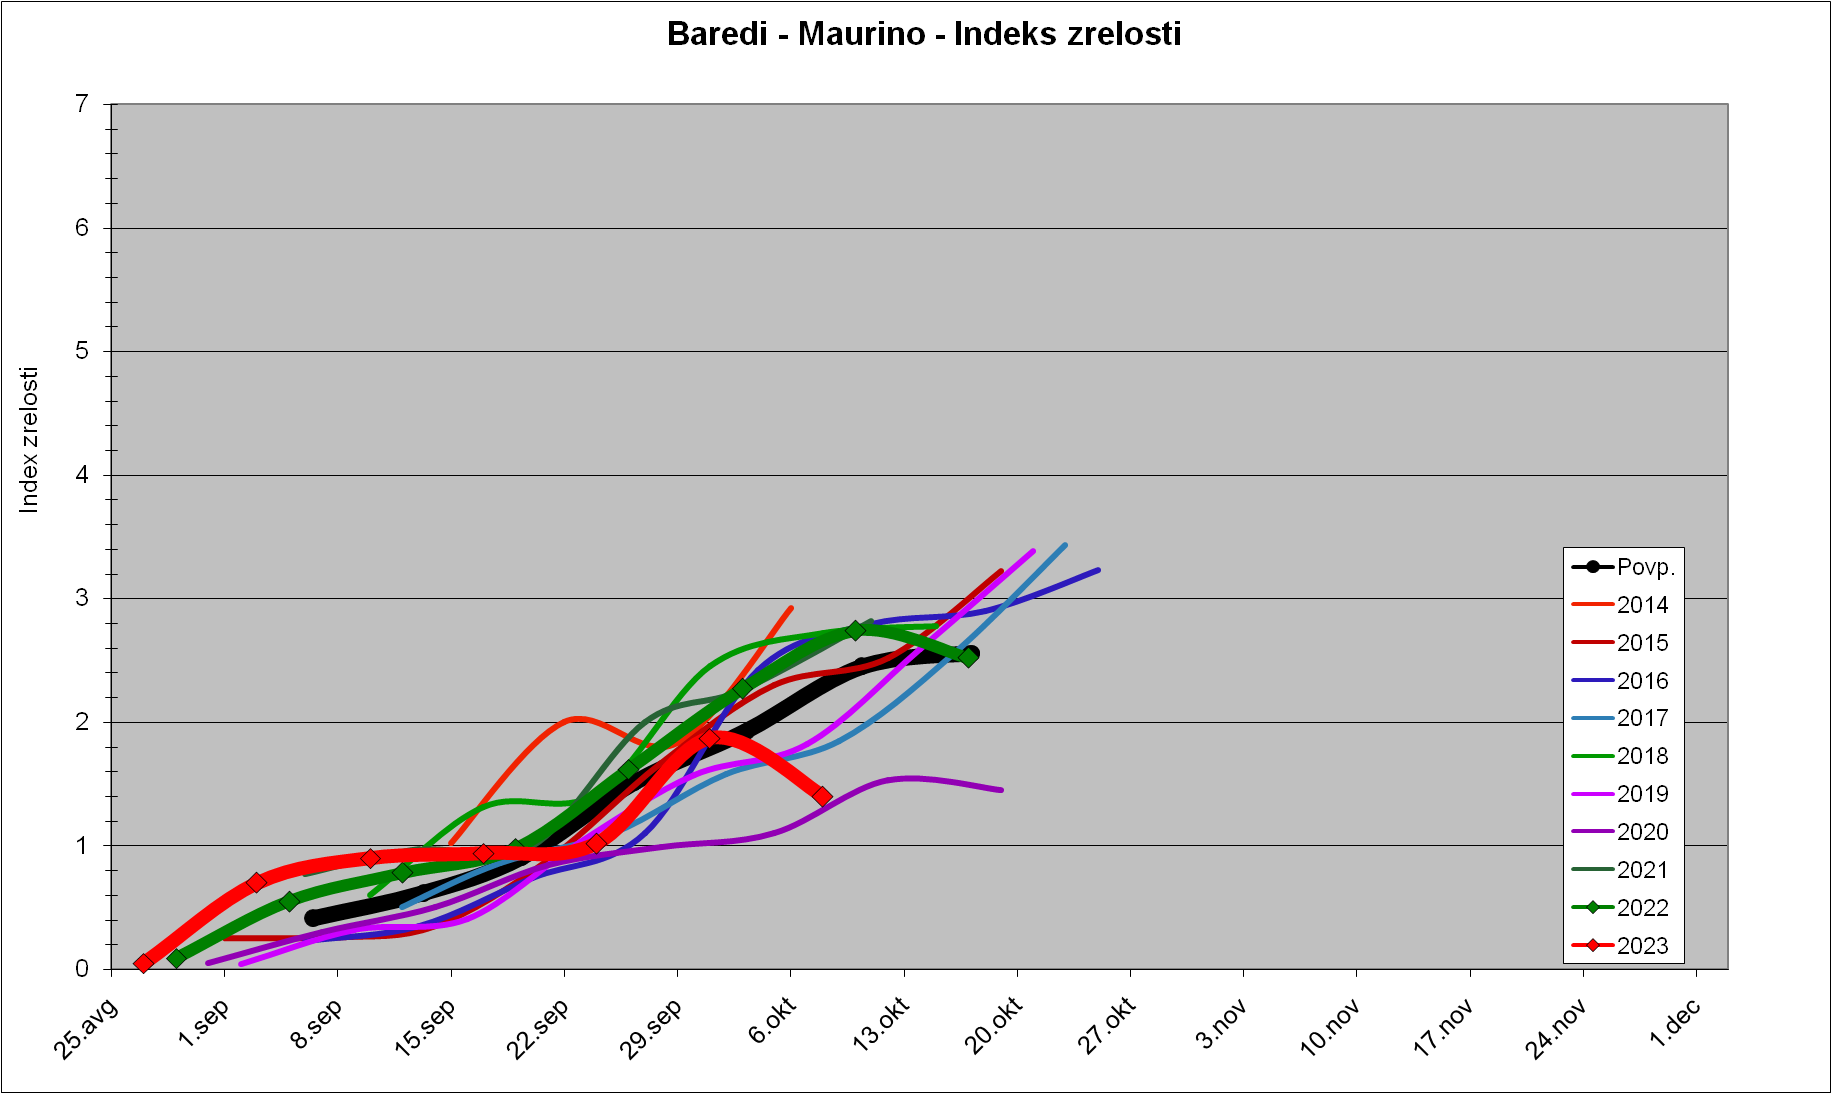 Baredi - Maurino - Indeks zrelosti
Index zrelosti
7
6
5
4
3
2
1
0
25.avg
1.sep
8.sep
15.sep
22.sep
29.sep
6.okt
13.okt
20.okt
27.okt
3.nov
10.nov
17.nov
24.nov
1.dec
Povp.
2014
2015
2016
2017
2018
2019
2020
2021
2022
2023